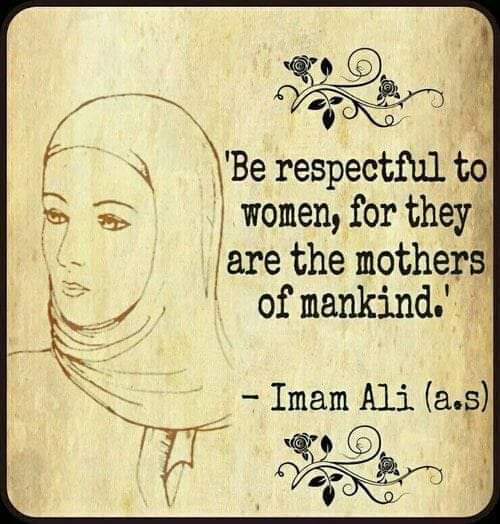 'Be respectful to
women, for they
are the mothers
of mankind.'
- Imam Ali (a.s)